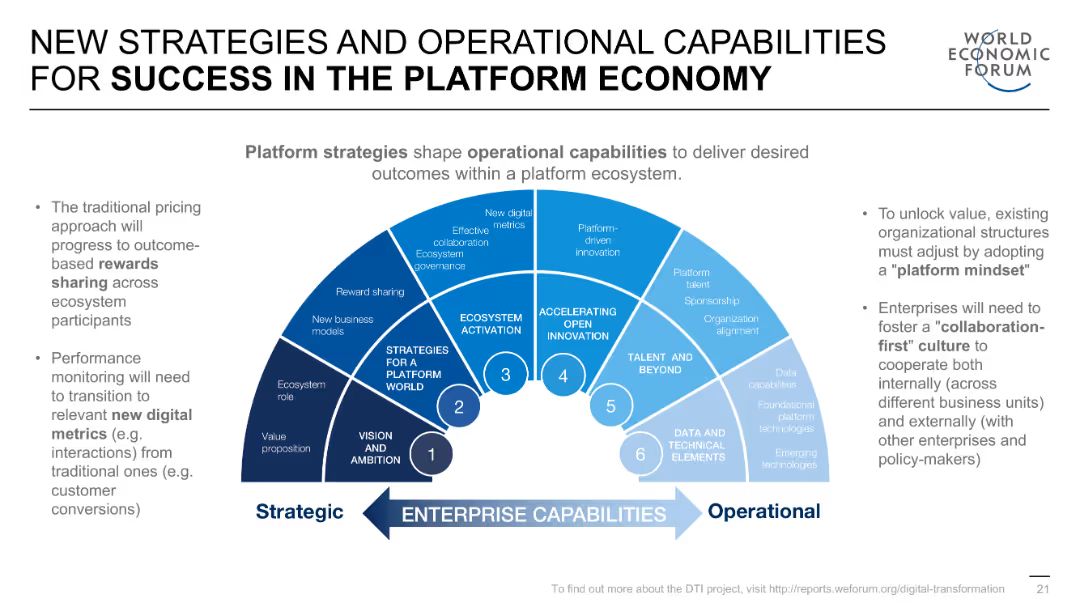 NEW STRATEGIES AND OPERATIONAL CAPABILITIES
FOR SUCCESS IN THE PLATFORM ECONOMY
WORLD
ECONOMIC
FORUM
Platform strategies shape operational capabilities to deliver desired
outcomes within a platform ecosystem.
• The traditional pricing
approach will
progress to outcome-
based rewards
sharing across
ecosystem
participants
• Performance
monitoring will need
to transition to
relevant new digital
metrics (e.g.
interactions) from
traditional ones (e.g.
customer
conversions)
Value
proposition
Ecosystem
role
VISION
AND
AMBITION
1
New business
models
Reward sharing
STRATEGIES
FOR A
PLATFORM
WORLD
2
Ecosystem
governance
Effective
collaboration
New digital
metrics
ECOSYSTEM
ACTIVATION
3
Platform-
driven
innovation
ACCELERATING
OPEN
INNOVATION
4
Platform
talent
Sponsorship
Organization
alignment
TALENT AND
BEYOND
5
Data
capabilities
Foundational
platform
technologies
Emerging
technologies
DATA AND
TECHNICAL
ELEMENTS
6
Strategic
ENTERPRISE CAPABILITIES
Operational
• To unlock value, existing
organizational structures
must adjust by adopting
a "platform mindset"
• Enterprises will need to
foster a "collaboration-
first" culture to
cooperate both
internally (across
different business units)
and externally (with
other enterprises and
policy-makers)
To find out more about the DTI project, visit http://reports.weforum.org/digital-transformation
21